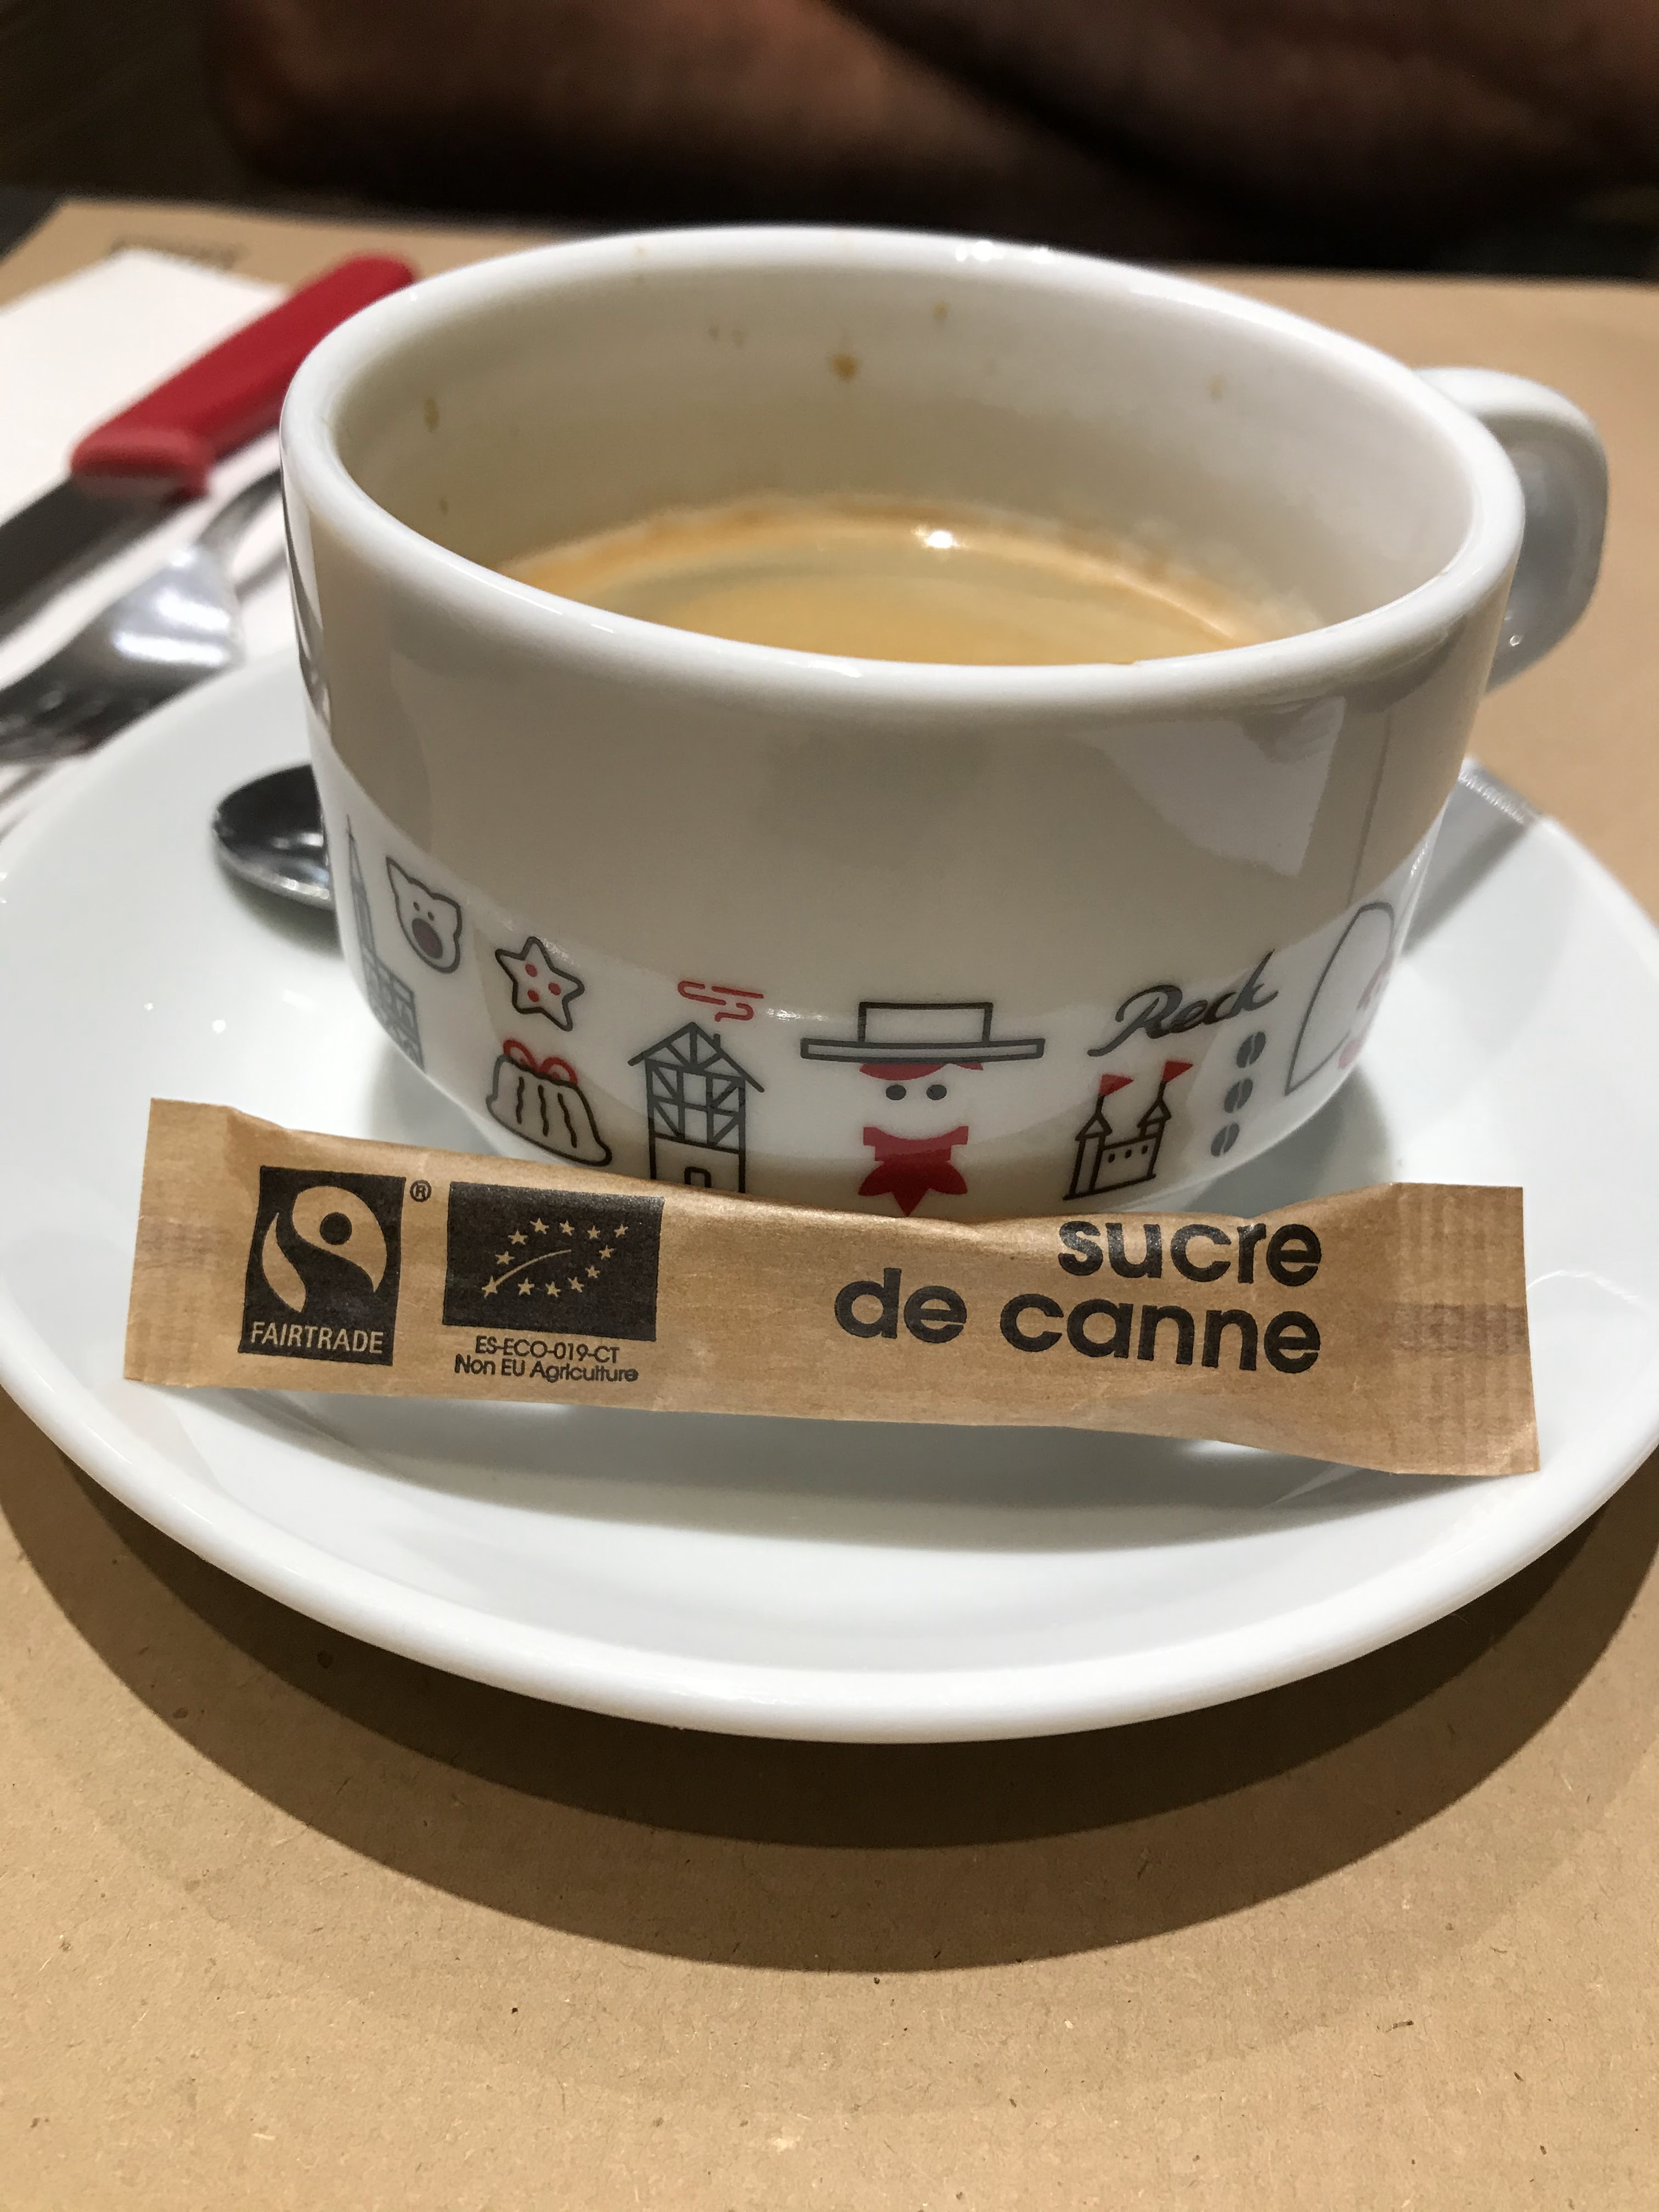 Reck
FAIRTRADE
®
ES-ECO-019-CT
Non EU Agriculture
sucre
de canne